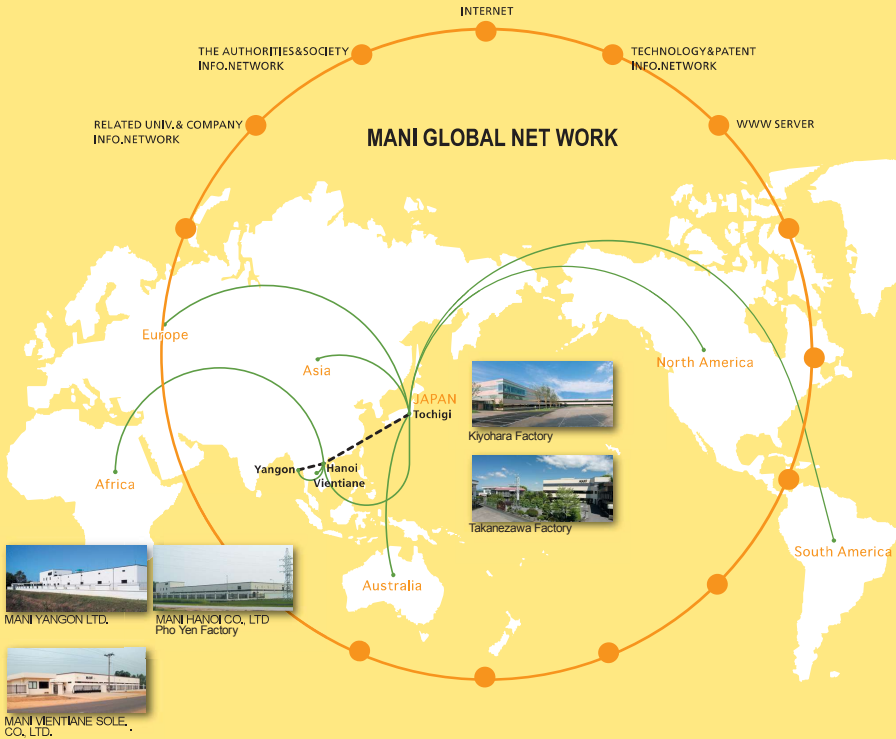 INTERNET
THE AUTHORITIES&SOCIETY
INFO.NETWORK
TECHNOLOGY&PATENT
INFO.NETWORK
RELATED UNIV.& COMPANY
INFO.NETWORK
WWW SERVER
MANI GLOBAL NET WORK
Europe
Asia
North America
JAPAN
Tochigi
Kiyohara Factory
Yangon
Hanoi
Vientiane
Africa
Takanezawa Factory
South America
Australia
MANI YANGON LTD.
MANI HANOI CO., LTD
Pho Yen Factory
MANI VIENTIANE SOLE.
CO., LTD.